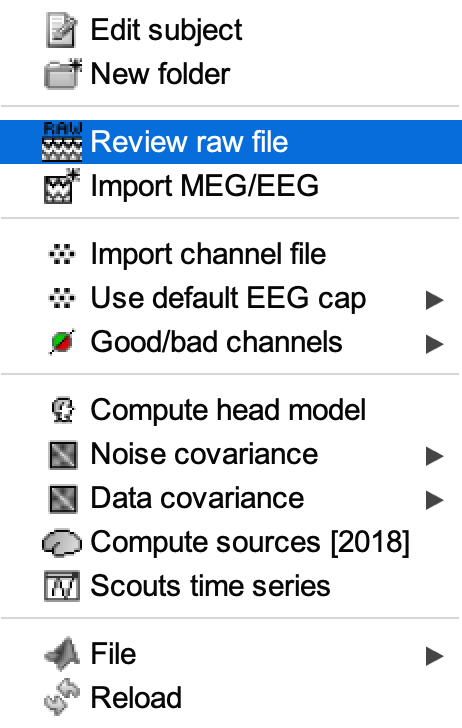 Edit subject
New folder
RAW Review raw file
Import MEG/EEG
Import channel file
Use default EEG cap
Good/bad channels
Compute head model
Noise covariance
Data covariance
Compute sources [2018]
Scouts time series
File
Reload